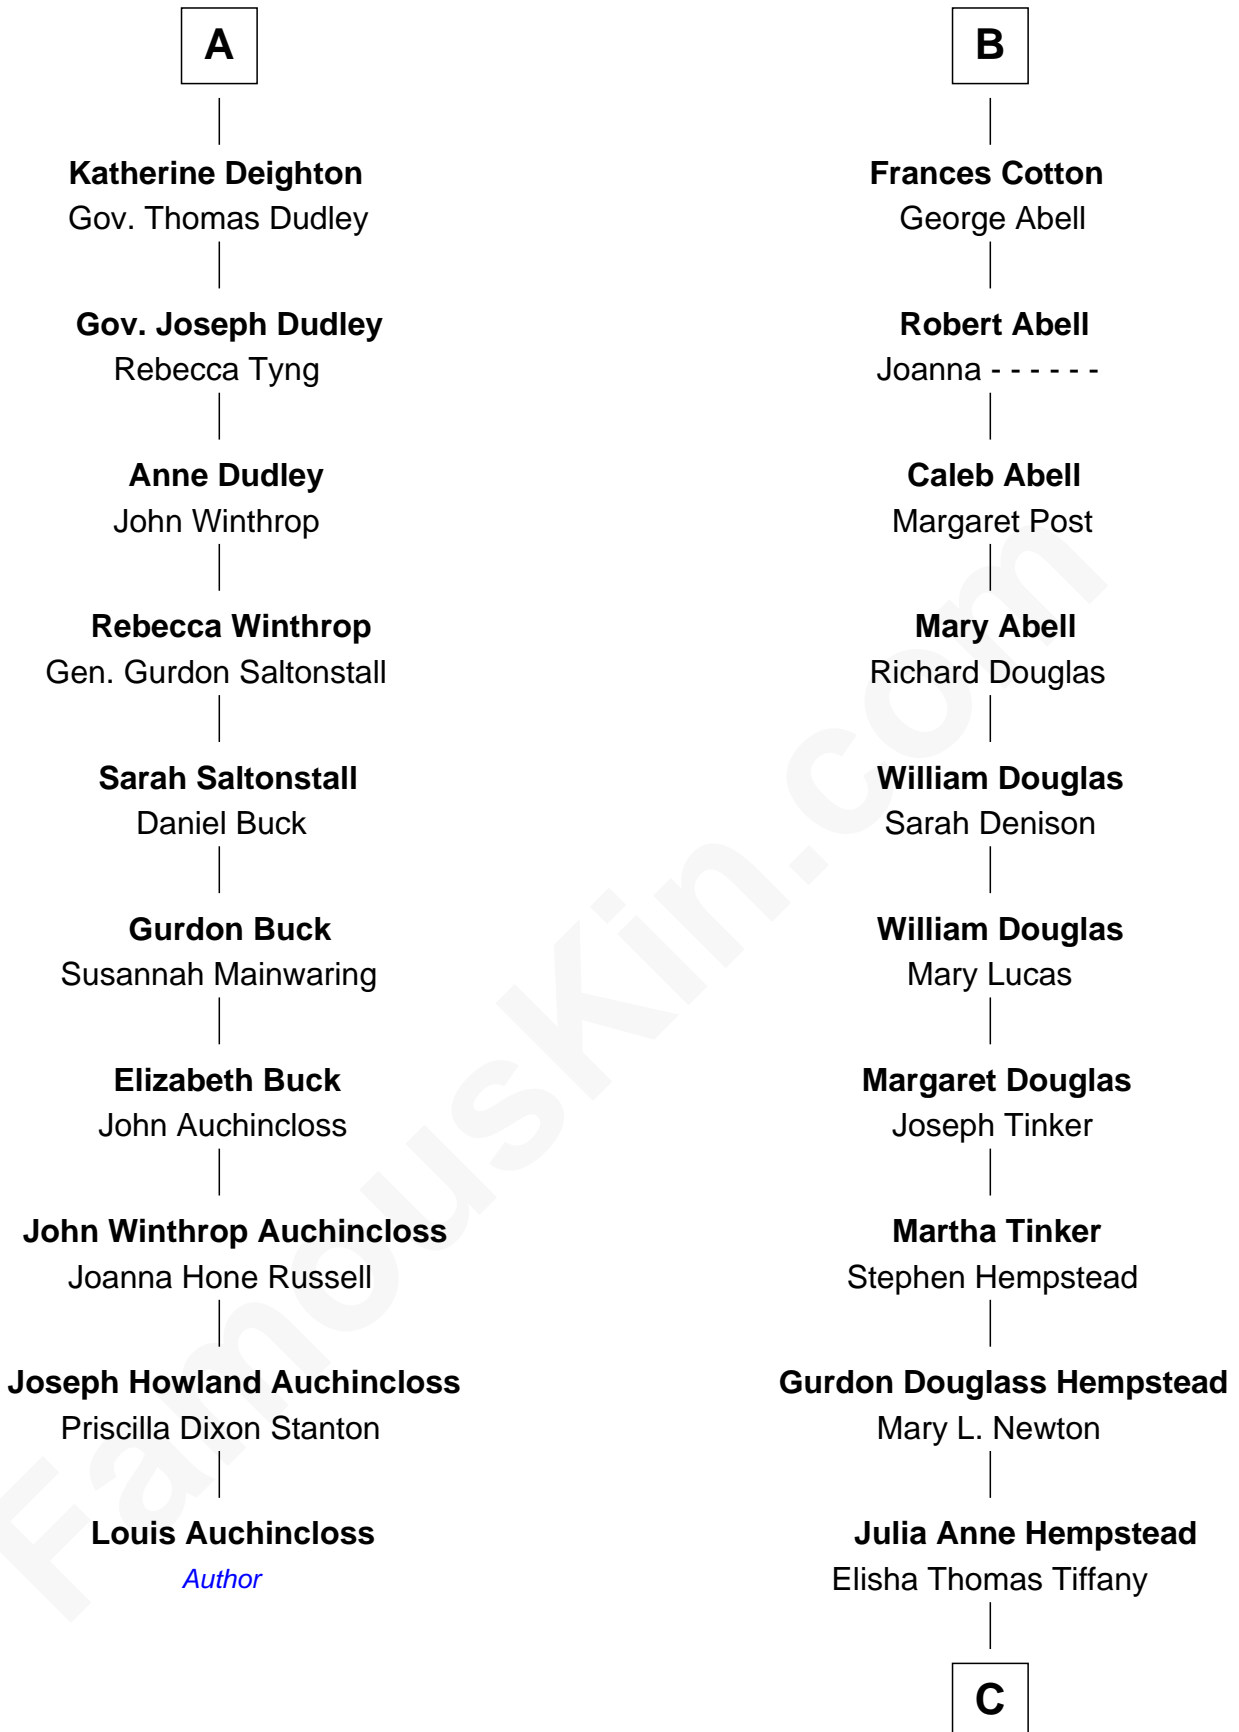 A
Katherine Deighton
Gov. Thomas Dudley
Gov. Joseph Dudley
Rebecca Tyng
Anne Dudley
John Winthrop
Rebecca Winthrop
Gen. Gurdon Saltonstall
Sarah Saltonstall
Daniel Buck
Gurdon Buck
Susannah Mainwaring
Elizabeth Buck
John Auchincloss
John Winthrop Auchincloss
Joanna Hone Russell
Joseph Howland Auchincloss
Priscilla Dixon Stanton
Louis Auchincloss
Author
B
Frances Cotton
George Abell
Robert Abell
Joanna - - - - - -
Caleb Abell
Margaret Post
Mary Abell
Richard Douglas
William Douglas
Sarah Denison
William Douglas
Mary Lucas
Margaret Douglas
Joseph Tinker
Martha Tinker
Stephen Hempstead
Gurdon Douglass Hempstead
Mary L. Newton
Julia Anne Hempstead
Elisha Thomas Tiffany
C
FamousKin.com